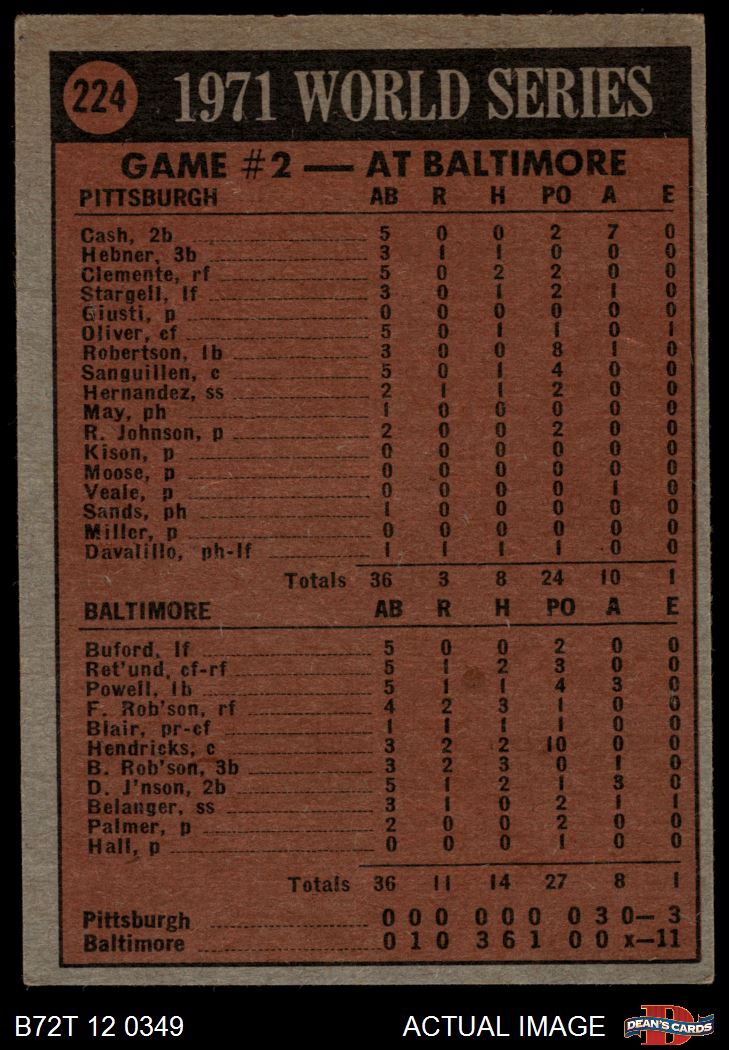 224 1971 WORLD SERIES
GAME #2 — AT BALTIMORE
PITTSBURGH AB R H PO A E
Cash, 2b 5 0 0 2 7 0
Hebner, 3b 3 1 1 0 0 0
Clemente, rf 5 0 2 2 0 0
Stargell, lf 3 0 1 2 1 0
Giusti, p 0 0 0 0 0 0
Oliver, cf 5 0 1 1 0 1
Robertson, 1b 3 0 0 8 1 0
Sanguillen, c 5 0 1 4 0 0
Hernandez, ss 2 1 1 2 0 0
May, ph 1 0 0 0 0 0
R. Johnson, p 2 0 0 2 0 0
Kison, p 0 0 0 0 0 0
Moose, p 0 0 0 0 0 0
Veale, p 0 0 0 0 1 0
Sands, ph 1 0 0 0 0 0
Miller, p 0 0 0 0 0 0
Davalillo, ph-lf 1 1 1 1 0 0
Totals 36 3 8 24 10 1
BALTIMORE AB R H PO A E
Buford, lf 5 0 0 2 0 0
Ret'und, cf-rf 5 1 2 3 0 0
Powell, 1b 5 1 1 4 3 0
F. Rob'son, rf 4 2 3 1 0 0
Blair, pr-cf 1 1 1 1 0 0
Hendricks, c 3 2 2 10 0 0
B. Rob'son, 3b 3 2 3 0 1 0
D. J'nson, 2b 5 1 2 1 3 0
Belanger, ss 3 1 0 2 1 1
Palmer, p 2 0 0 2 0 0
Hall, p 0 0 0 1 0 0
Totals 36 11 14 27 8 1
Pittsburgh 0 0 0 0 0 0 0 3 0— 3
Baltimore 0 1 0 3 6 1 0 0 x—11
B72T 12 0349 ACTUAL IMAGE DEAN'S CARDS